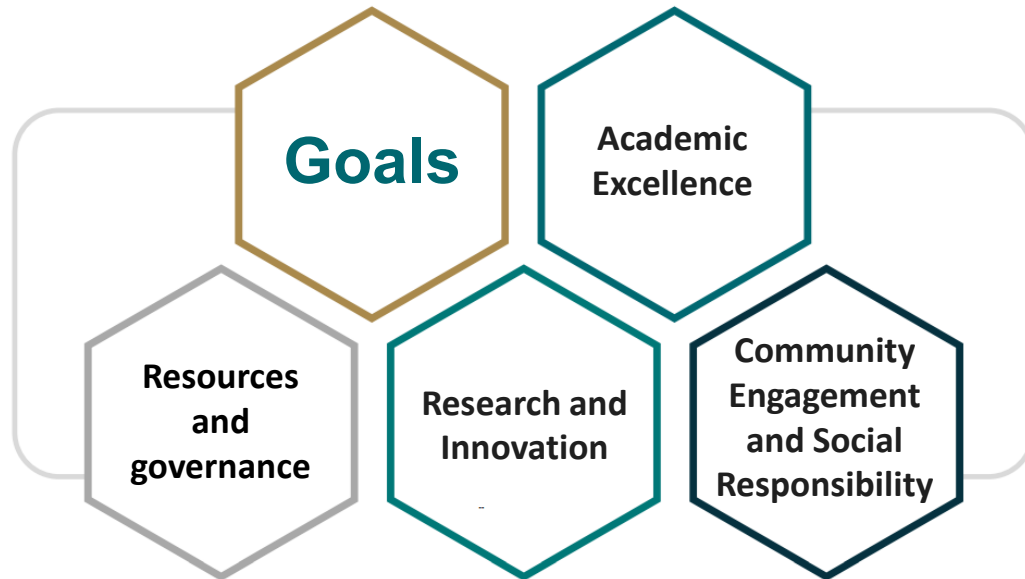 Goals
Academic
Excellence
Resources
and
governance
Research and
Innovation
-
Community
Engagement
and Social
Responsibility